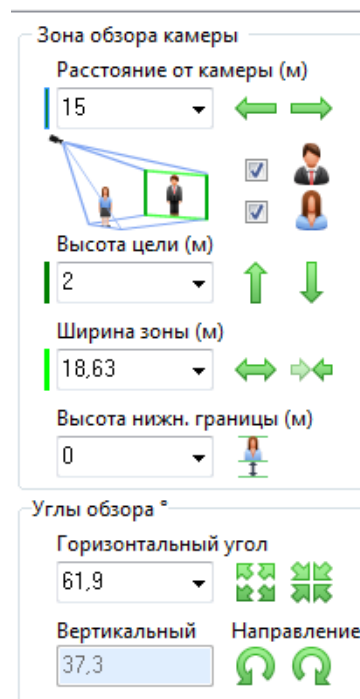 Зона обзора камеры
Расстояние от камеры (м)
15
Высота цели (м)
2
Ширина зоны (м)
18,63
Высота нижн. границы (м)
0
Углы обзора °
Горизонтальный угол
61,9
Вертикальный Направление
37,3